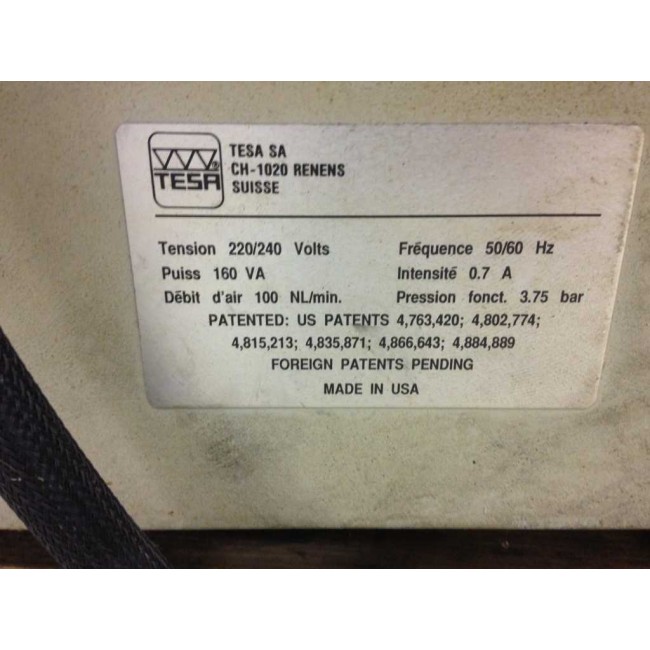 TESA®
TESA SA
CH-1020 RENENS
SUISSE
Tension 220/240 Volts Fréquence 50/60 Hz
Puiss 160 VA Intensité 0.7 A
Débit d'air 100 NL/min. Pression fonct. 3.75 bar
PATENTED: US PATENTS 4,763,420; 4,802,774;
4,815,213; 4,835,871; 4,866,643; 4,884,889
FOREIGN PATENTS PENDING
MADE IN USA